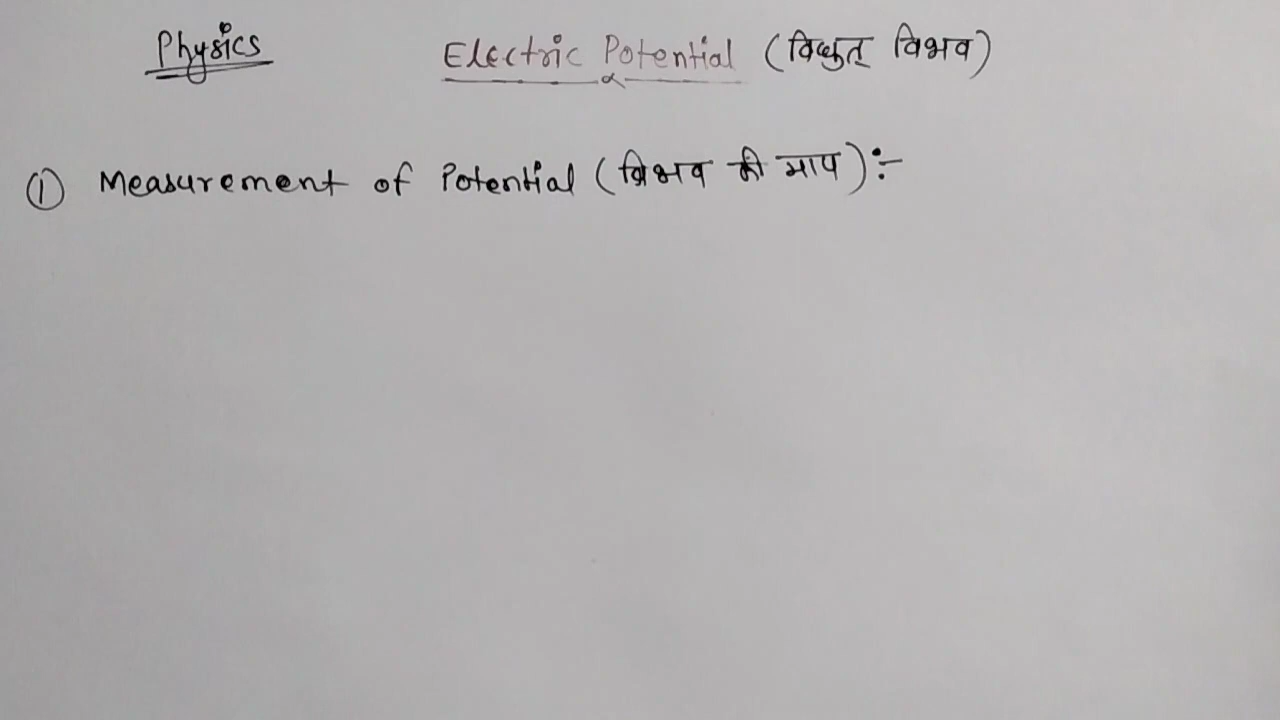 Physics Electric Potential (विद्युत् विभव)
① Measurement of Potential (विभव की माप):-